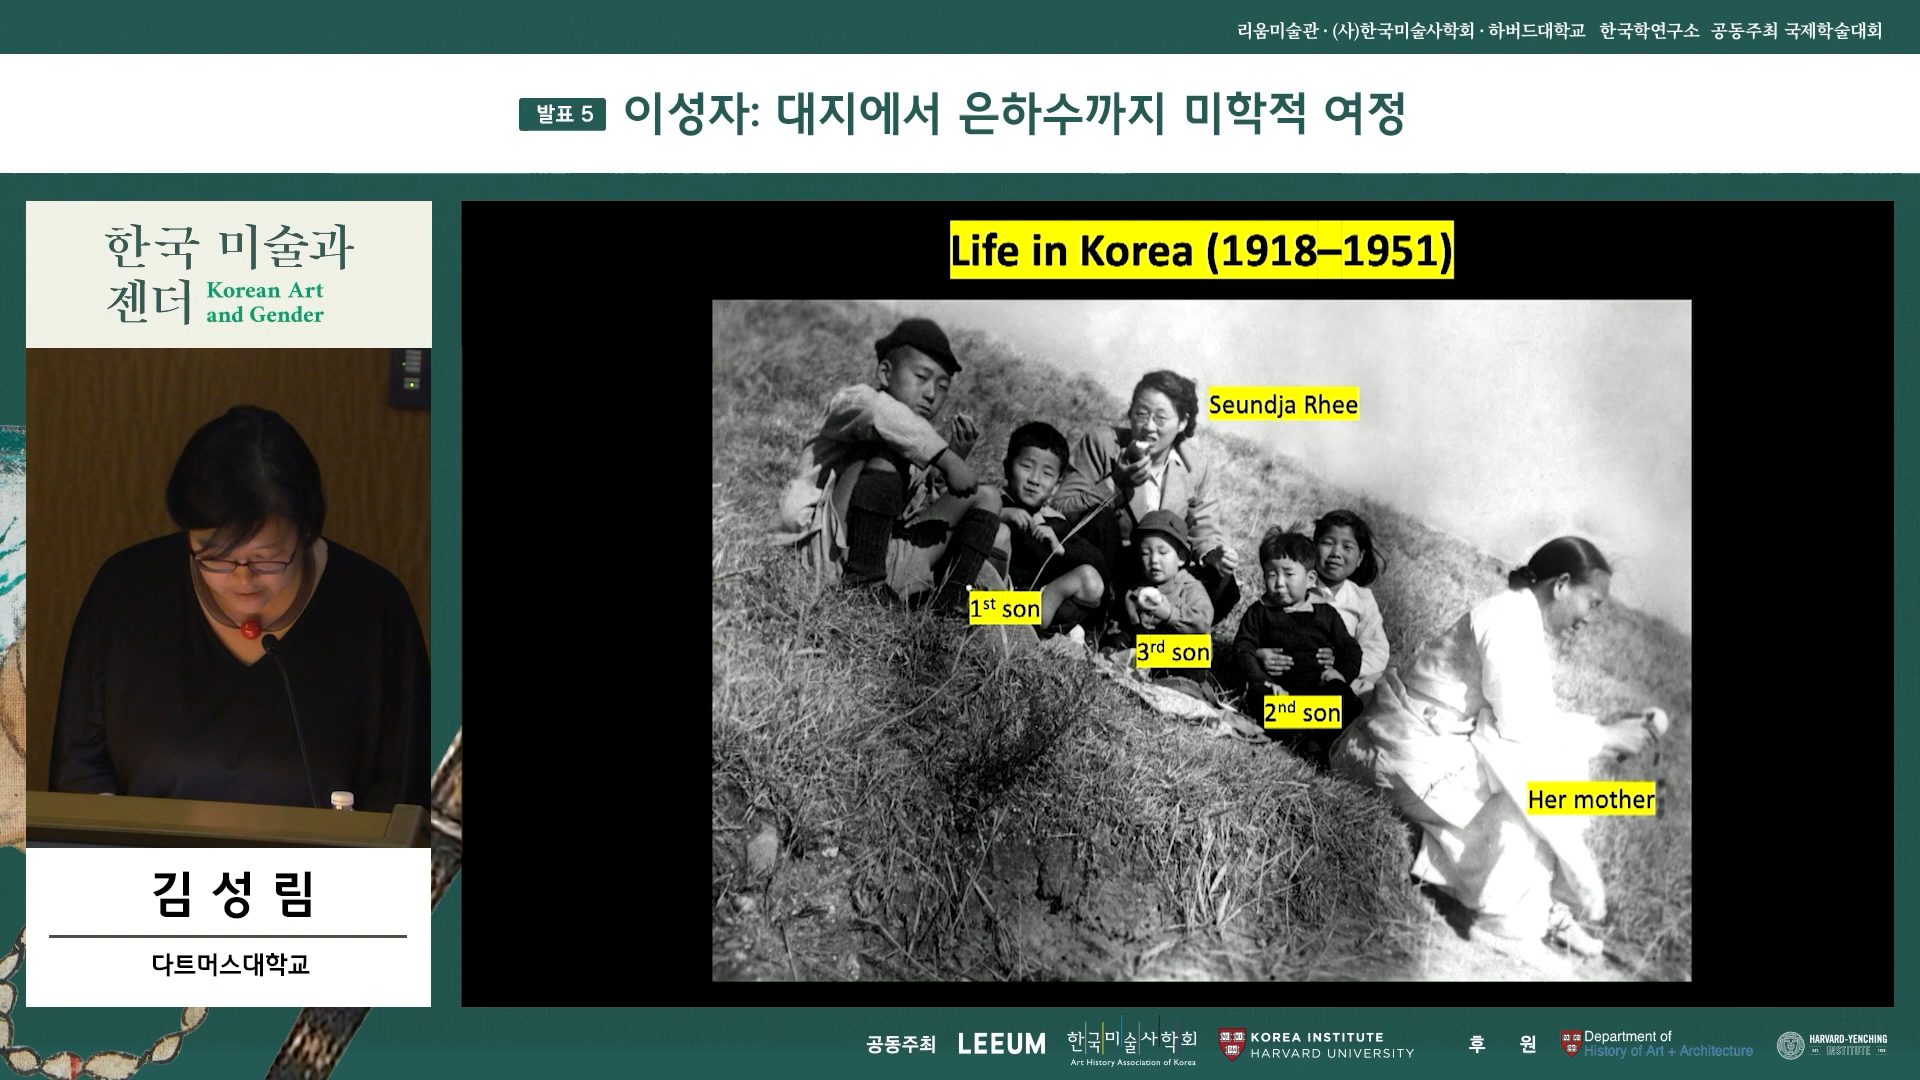 리움미술관 · (사)한국미술사학회 · 하버드대학교 한국학연구소 공동주최 국제학술대회
발표 5 이성자: 대지에서 은하수까지 미학적 여정
한국 미술과
젠더 Korean Art
and Gender
Life in Korea (1918–1951)
Seundja Rhee
1st son
3rd son
2nd son
Her mother
김성림
다트머스대학교
공동주최 LEEUM 한국미술사학회 Art History Association of Korea KOREA INSTITUTE HARVARD UNIVERSITY 후 원 Department of History of Art + Architecture HARVARD-YENCHING INSTITUTE